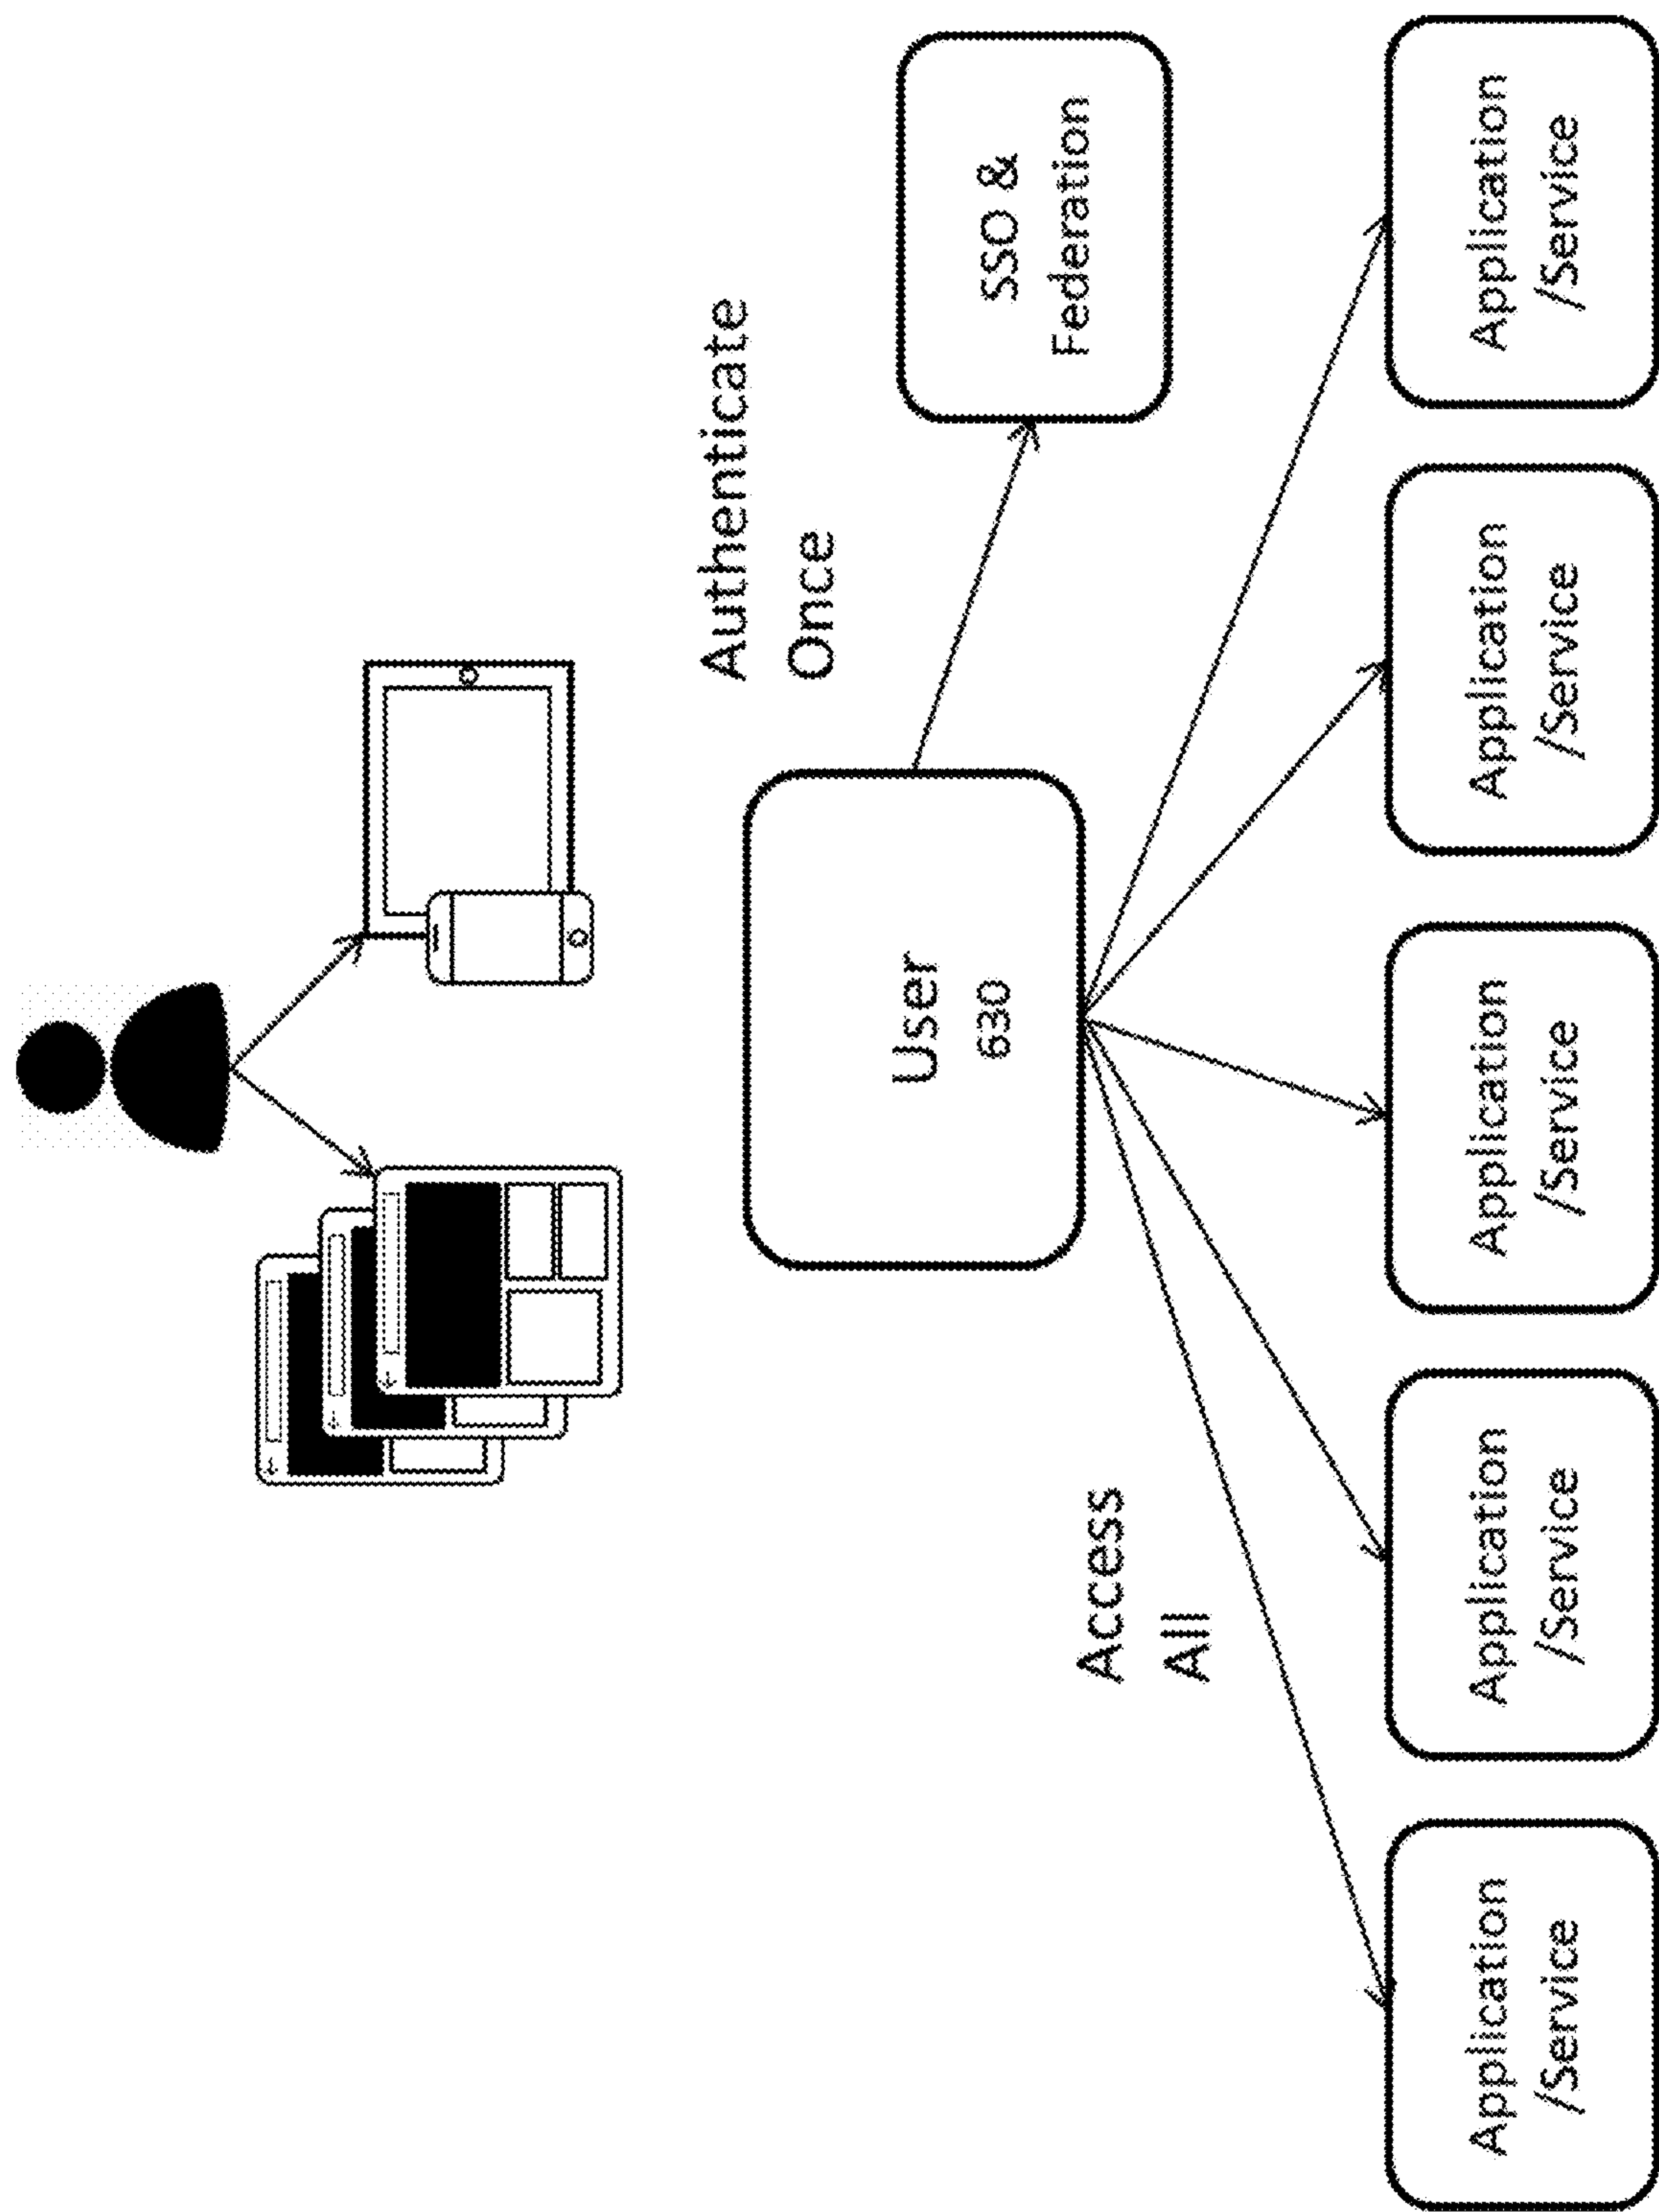 Authenticate
Once
SSO &
Federation
User
630
Access
All
Application
/Service
Application
/Service
Application
/Service
Application
/Service
Application
/Service